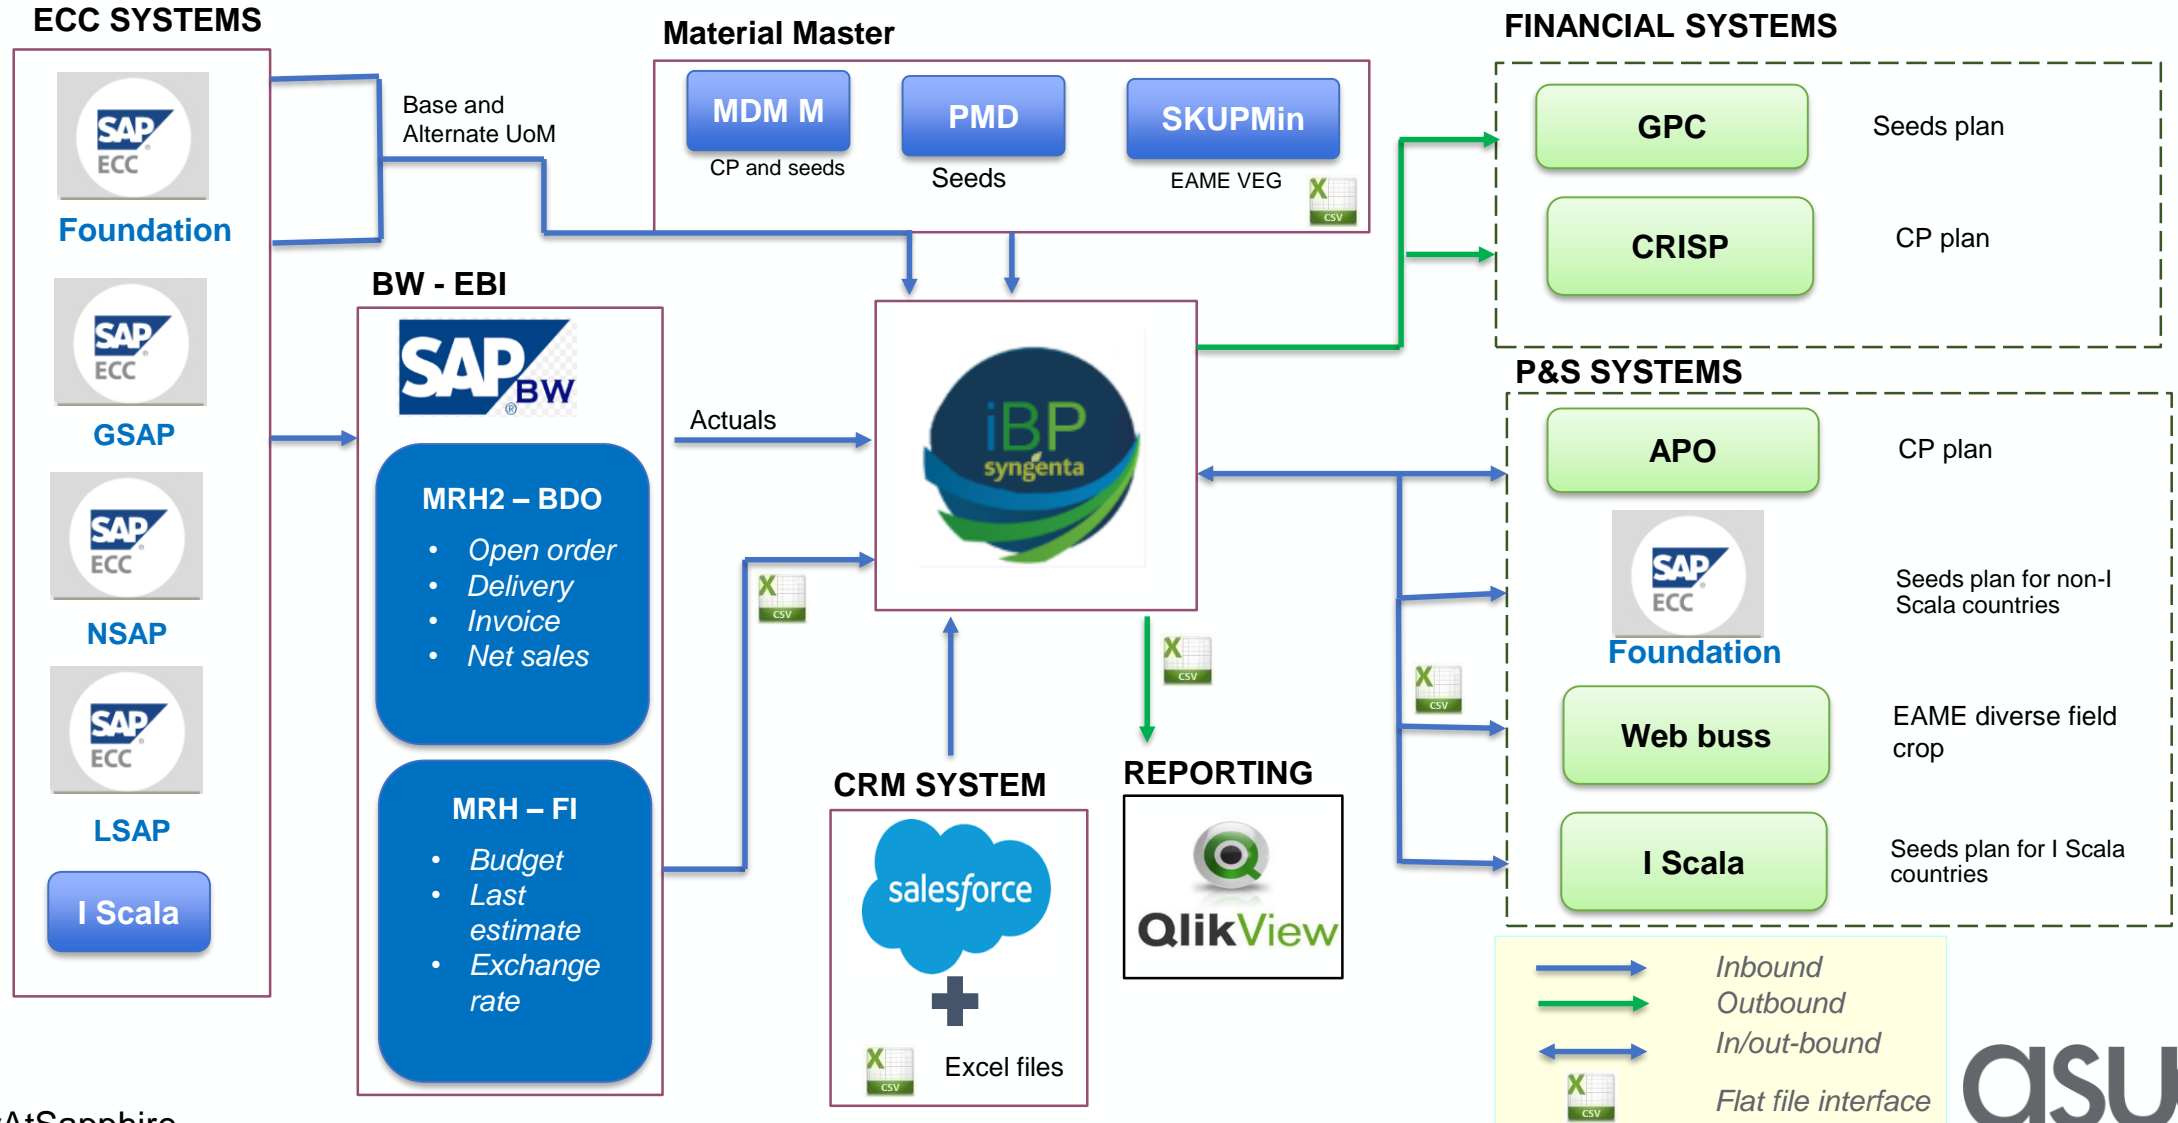 ECC SYSTEMS
SAP
ECC
Foundation
SAP
ECC
GSAP
SAP
ECC
NSAP
SAP
ECC
LSAP
I Scala
Base and
Alternate UoM
BW - EBI
SAP
BW
MRH2 – BDO
• Open order
• Delivery
• Invoice
• Net sales
MRH – FI
• Budget
• Last
estimate
• Exchange
rate
Material Master
MDM M
CP and seeds
PMD
Seeds
SKUPMin
EAME VEG
X
CSV
Actuals
X
CSV
iBP
syngenta
X
CSV
CRM SYSTEM
salesforce
X
CSV
Excel files
REPORTING
QlikView
FINANCIAL SYSTEMS
GPC
Seeds plan
CRISP
CP plan
P&S SYSTEMS
APO
CP plan
SAP
ECC
Foundation
Seeds plan for non-I
Scala countries
X
CSV
Web buss
EAME diverse field
crop
I Scala
Seeds plan for I Scala
countries
Inbound
Outbound
In/out-bound
X
CSV
Flat file interface
AtSapphire
asu